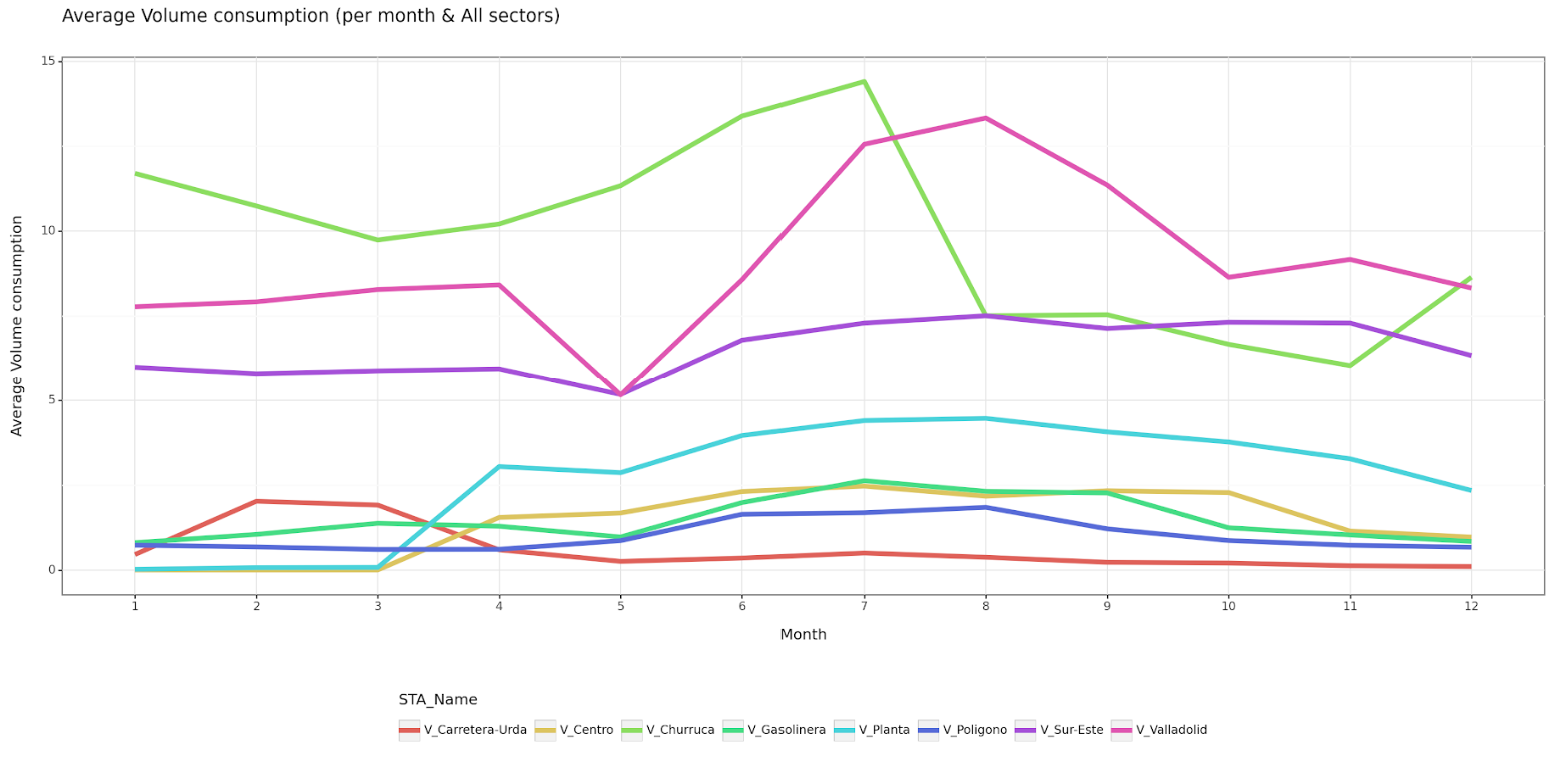 Average Volume consumption (per month & All sectors)
Average Volume consumption
15
10
5
0
1 2 3 4 5 6 7 8 9 10 11 12
Month
STA_Name
V_Carretera-Urda V_Centro V_Churruca V_Gasolinera V_Planta V_Poligono V_Sur-Este V_Valladolid